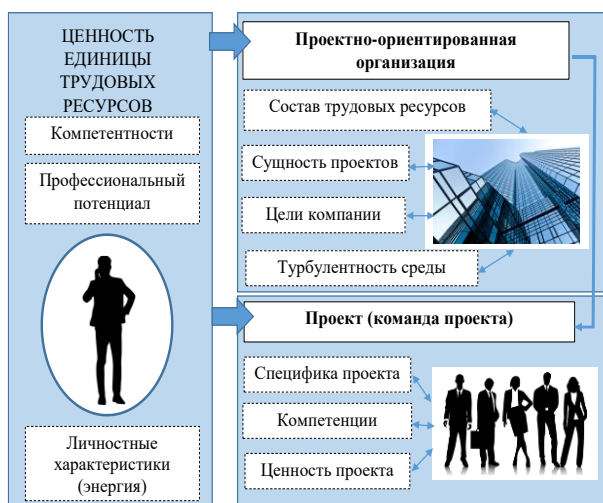 ЦЕННОСТЬ
ЕДИНИЦЫ
ТРУДОВЫХ
РЕСУРСОВ
Компетентности
Профессиональный
потенциал
Личностные
характеристики
(энергия)
Проектно-ориентированная
организация
Состав трудовых ресурсов
Сущность проектов
Цели компании
Турбулентность среды
Проект (команда проекта)
Специфика проекта
Компетенции
Ценность проекта